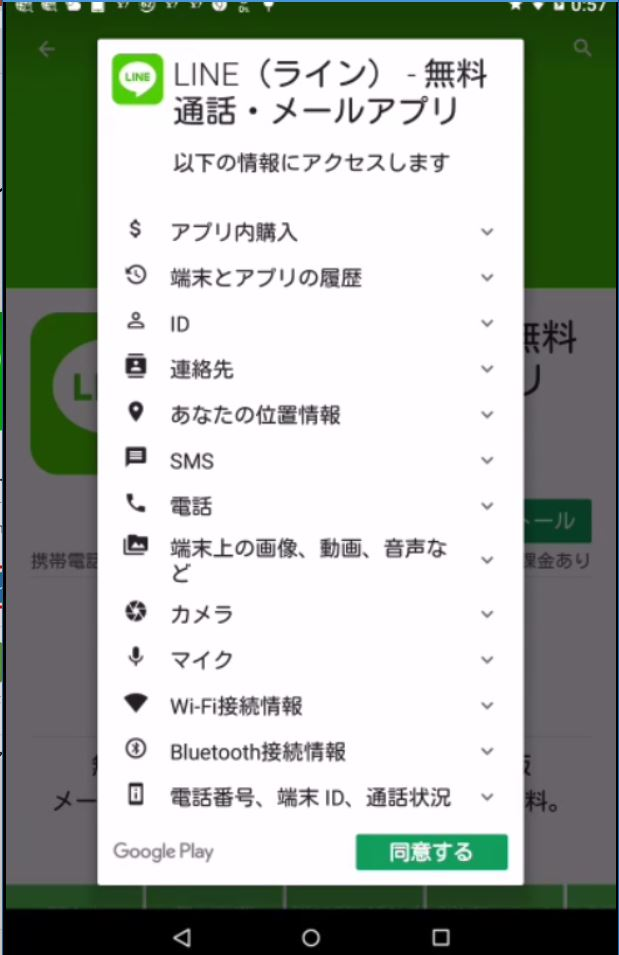 0:57
LINE
LINE（ライン） - 無料
通話・メールアプリ
以下の情報にアクセスします
アプリ内購入
端末とアプリの履歴
ID
連絡先
あなたの位置情報
SMS
電話
端末上の画像、動画、音声な
ど
カメラ
マイク
Wi-Fi接続情報
Bluetooth接続情報
電話番号、端末 ID、通話状況
Google Play
同意する
無料
リ
LI
トール
携帯電話
課金あり
メー
料。